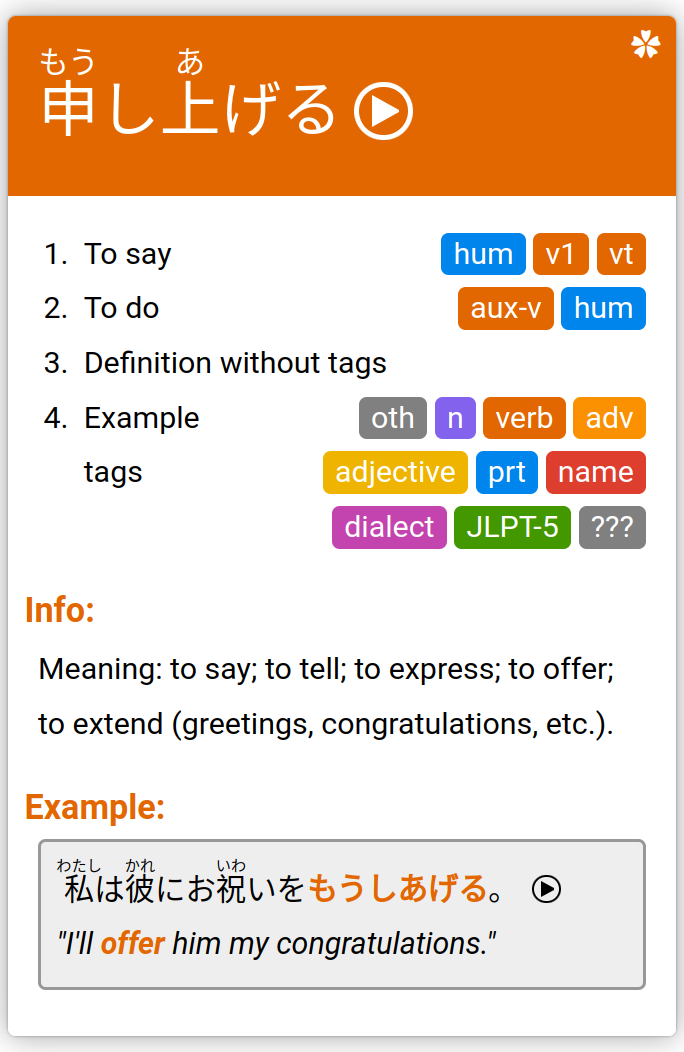 もう あ
申し上げる
1. To say hum v1 vt
2. To do aux-v hum
3. Definition without tags
4. Example oth n verb adv
tags adjective prt name
dialect JLPT-5 ???
Info:
Meaning: to say; to tell; to express; to offer;
to extend (greetings, congratulations, etc.).
Example:
わたし かれ いわ
私は彼にお祝いをもうしあげる。
"I'll offer him my congratulations."